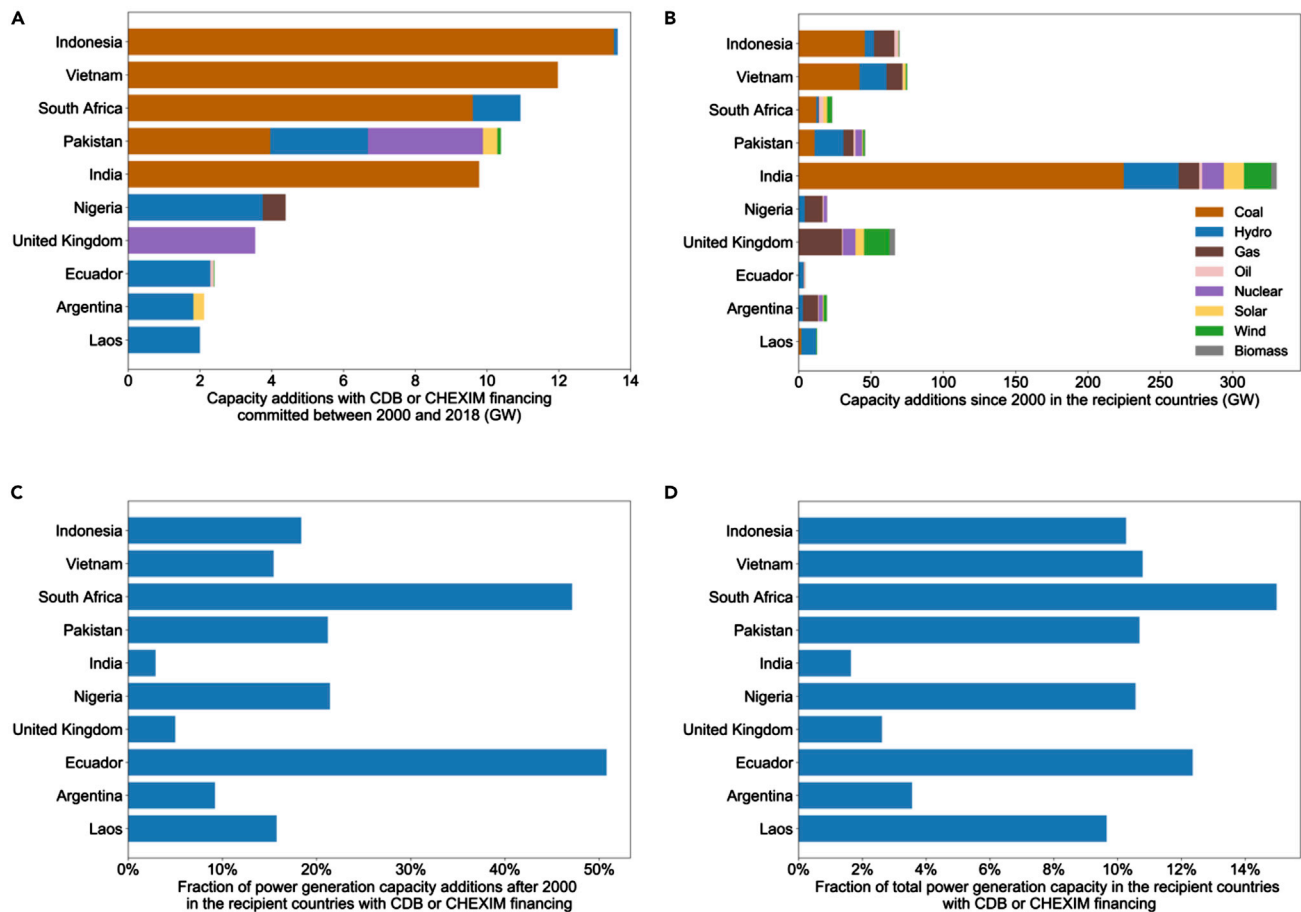 A
Indonesia
Vietnam
South Africa
Pakistan
India
Nigeria
United Kingdom
Ecuador
Argentina
Laos
0
2
4
6
8
10
12
14
Capacity additions with CDB or CHEXIM financing
committed between 2000 and 2018 (GW)
B
Indonesia
Vietnam
South Africa
Pakistan
India
Nigeria
United Kingdom
Ecuador
Argentina
Laos
Coal
Hydro
Gas
Oil
Nuclear
Solar
Wind
Biomass
0
50
100
150
200
250
300
Capacity additions since 2000 in the recipient countries (GW)
C
Indonesia
Vietnam
South Africa
Pakistan
India
Nigeria
United Kingdom
Ecuador
Argentina
Laos
0%
10%
20%
30%
40%
50%
Fraction of power generation capacity additions after 2000
in the recipient countries with CDB or CHEXIM financing
D
Indonesia
Vietnam
South Africa
Pakistan
India
Nigeria
United Kingdom
Ecuador
Argentina
Laos
0%
2%
4%
6%
8%
10%
12%
14%
Fraction of total power generation capacity in the recipient countries
with CDB or CHEXIM financing